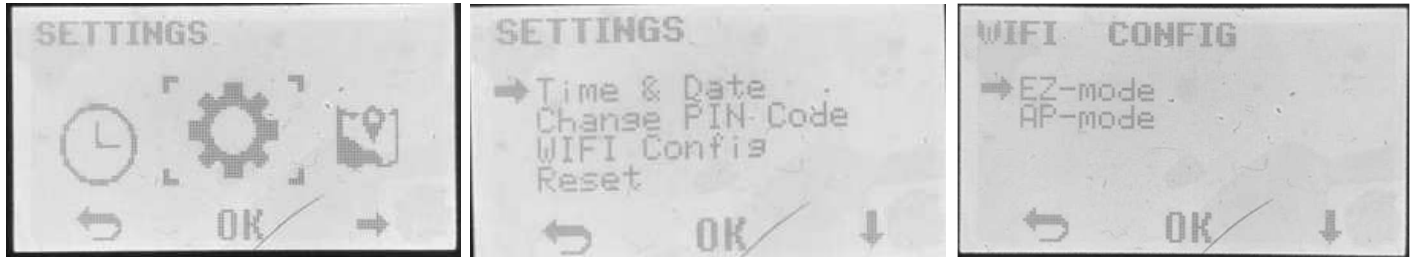 SETTINGS
OK
SETTINGS
Time & Date
Change PIN Code
WIFI Config
Reset
OK
WIFI CONFIG
EZ-mode
AP-mode
OK